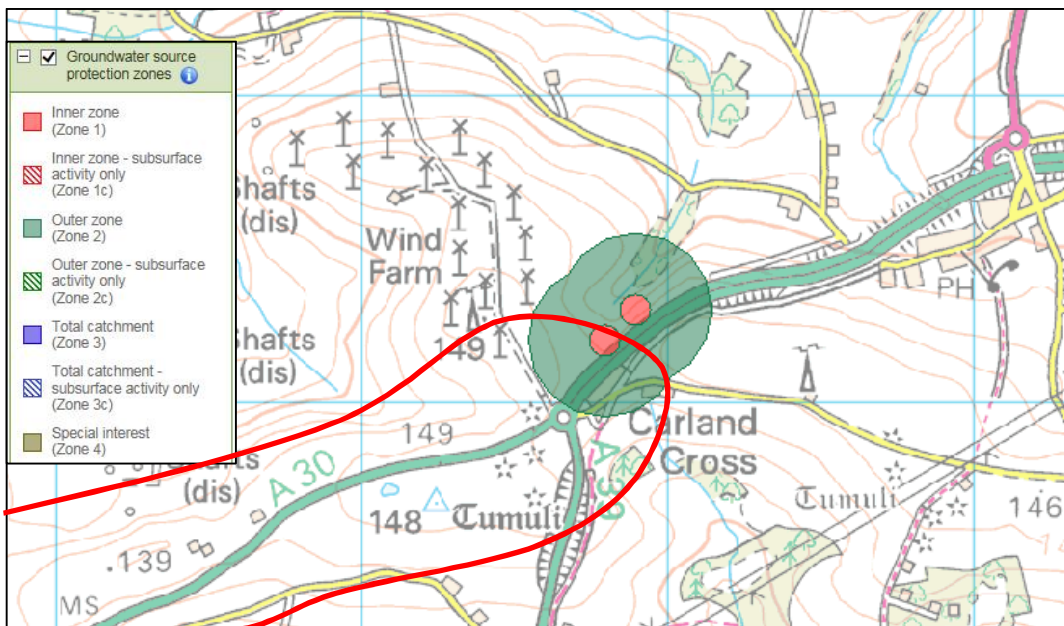 Groundwater source
protection zones
Inner zone
(Zone 1)
Inner zone - subsurface
activity only
(Zone 1c)
Outer zone
(Zone 2)
Outer zone - subsurface
activity only
(Zone 2c)
Total catchment
(Zone 3)
Total catchment -
subsurface activity only
(Zone 3c)
Special interest
(Zone 4)
Shafts
(dis)
Wind
Farm
149
Shafts
(dis)
PH
149
Carland
Cross
A 30
A 39
(dis)
148
Tumuli
Tumuli
146
.139
MS